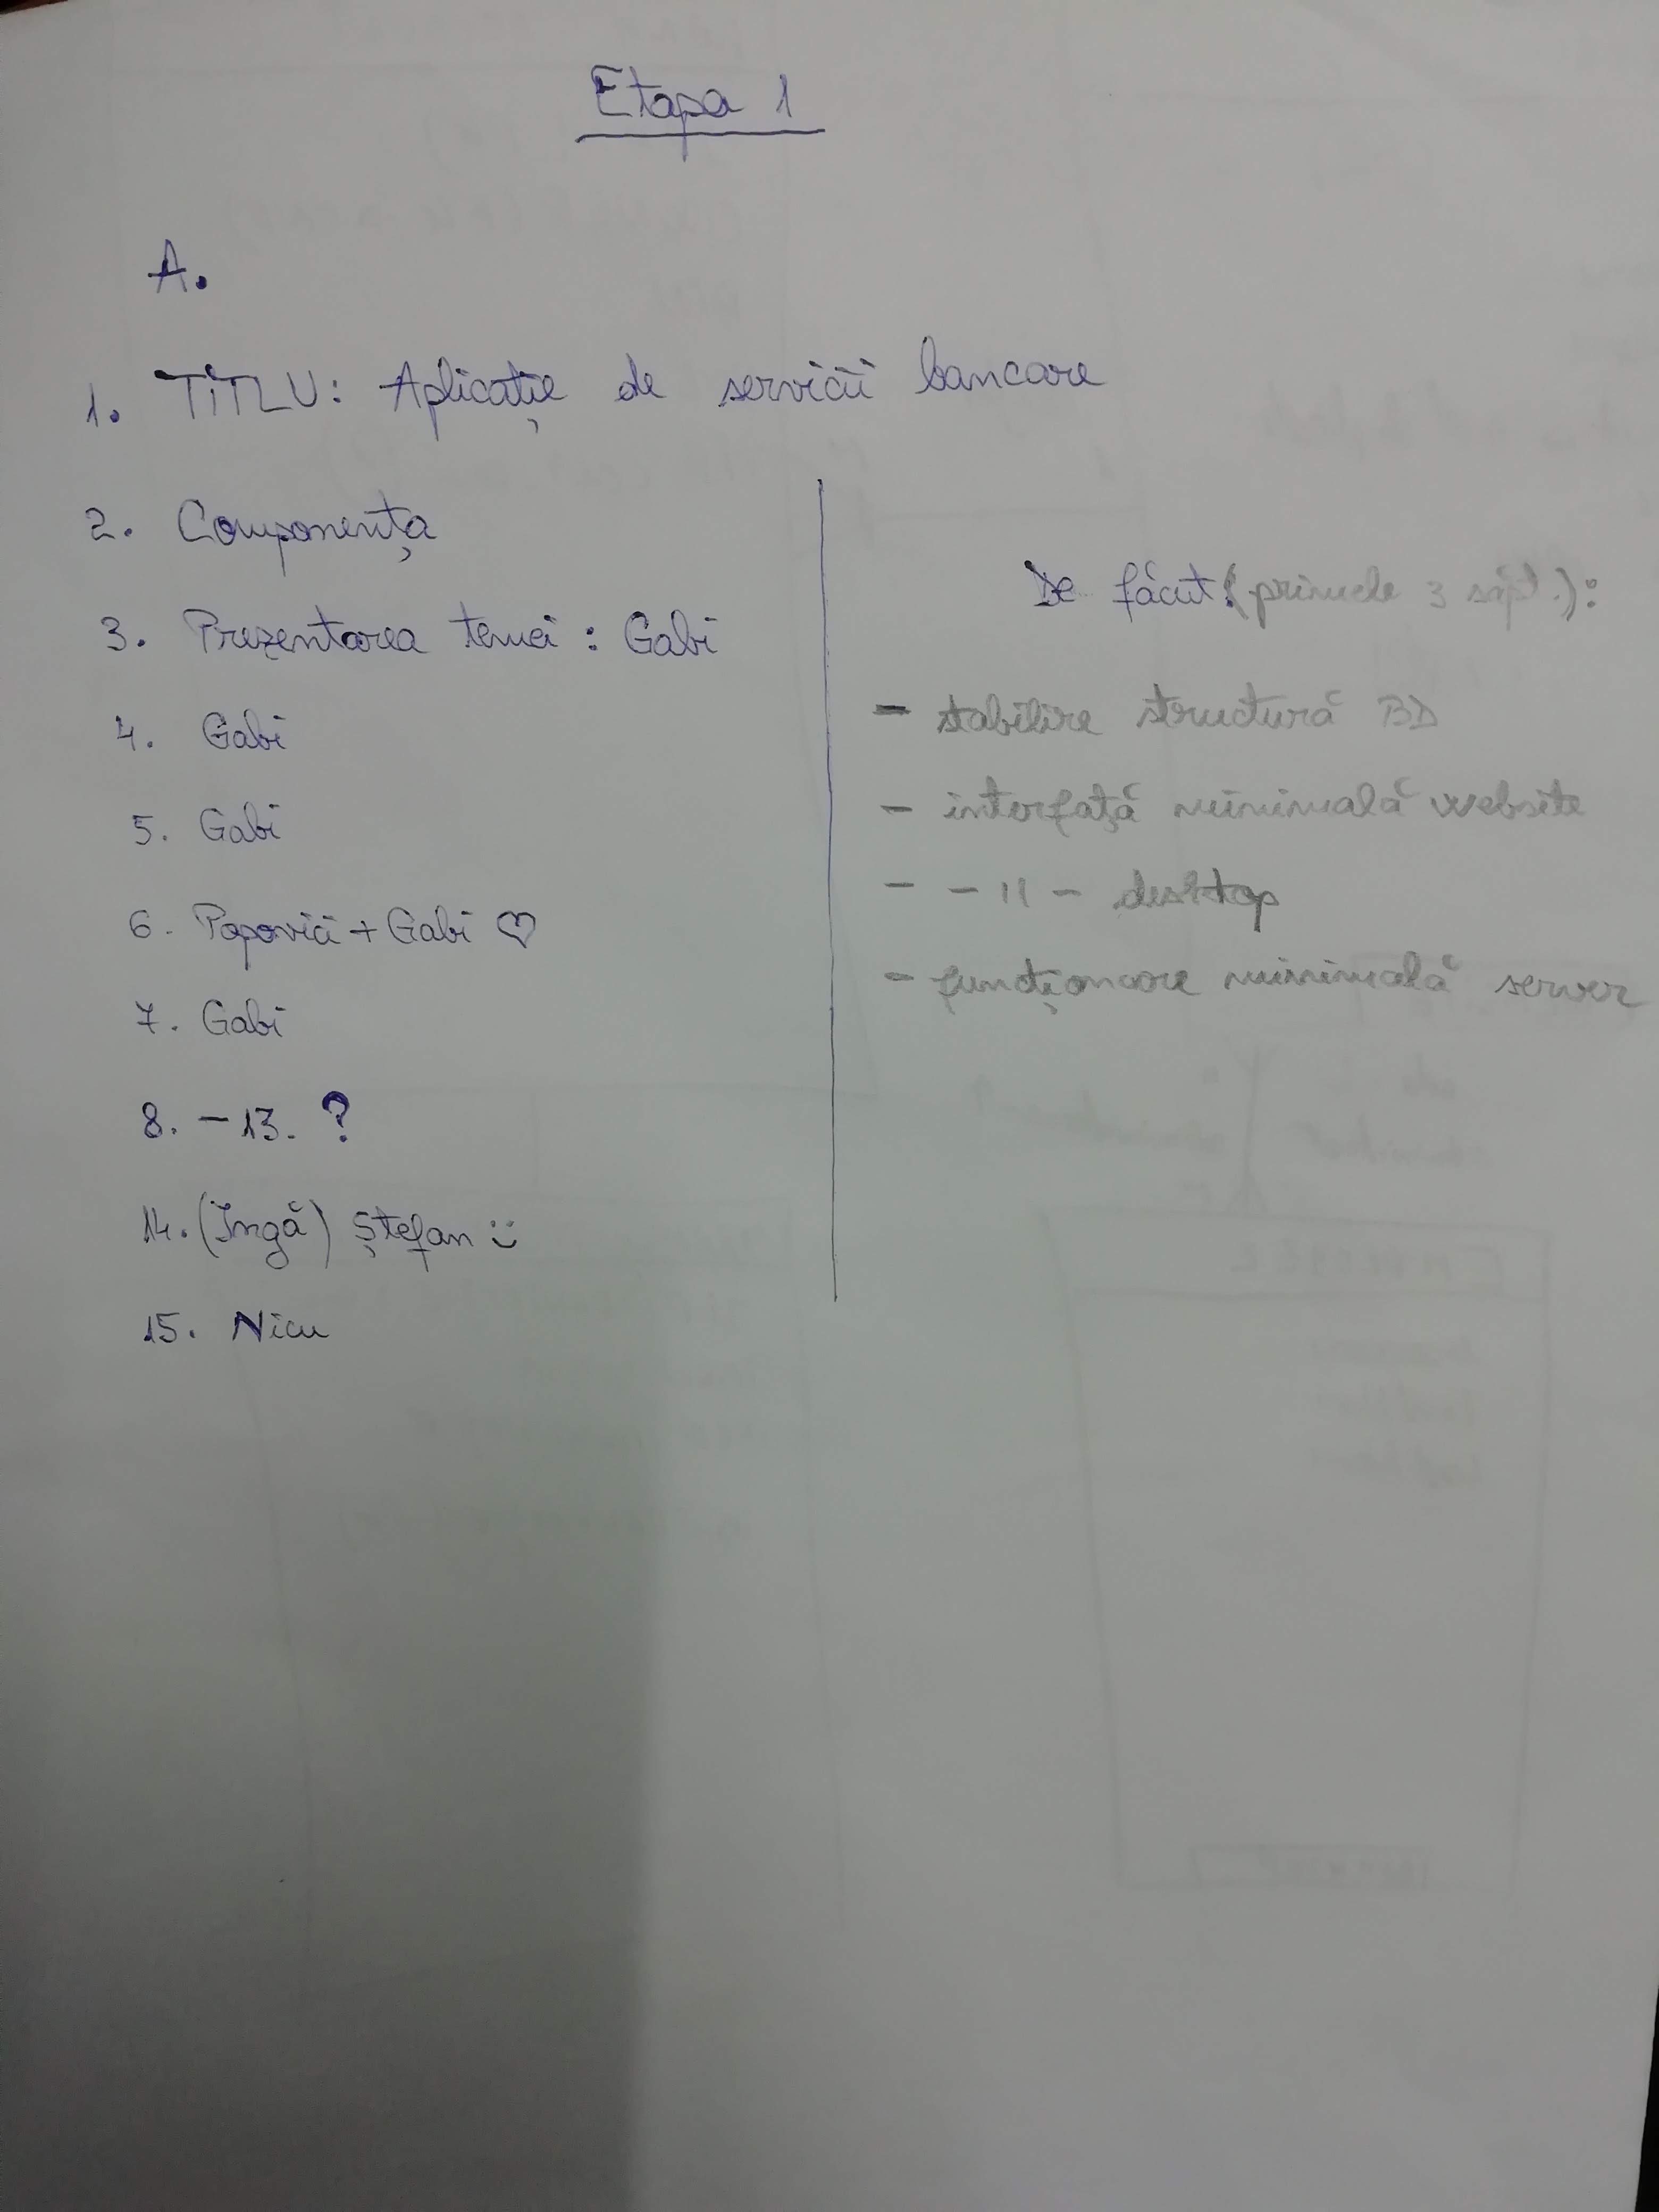 Etapa 1
A.
1. TITLU: Aplicație de servicii bancare
2. Componența
3. Prezentarea temei : Gabi
4. Gabi
5. Gabi
6. Popovici + Gabi ♡
7. Gabi
8. - 13. ?
14. (Îngă) Ștefan :)
15. Nicu
De făcut (primele 3 săpt.):
- stabilire structură BD
- interfață minimală website
- - 11 - desktop
- funcționare minimală server